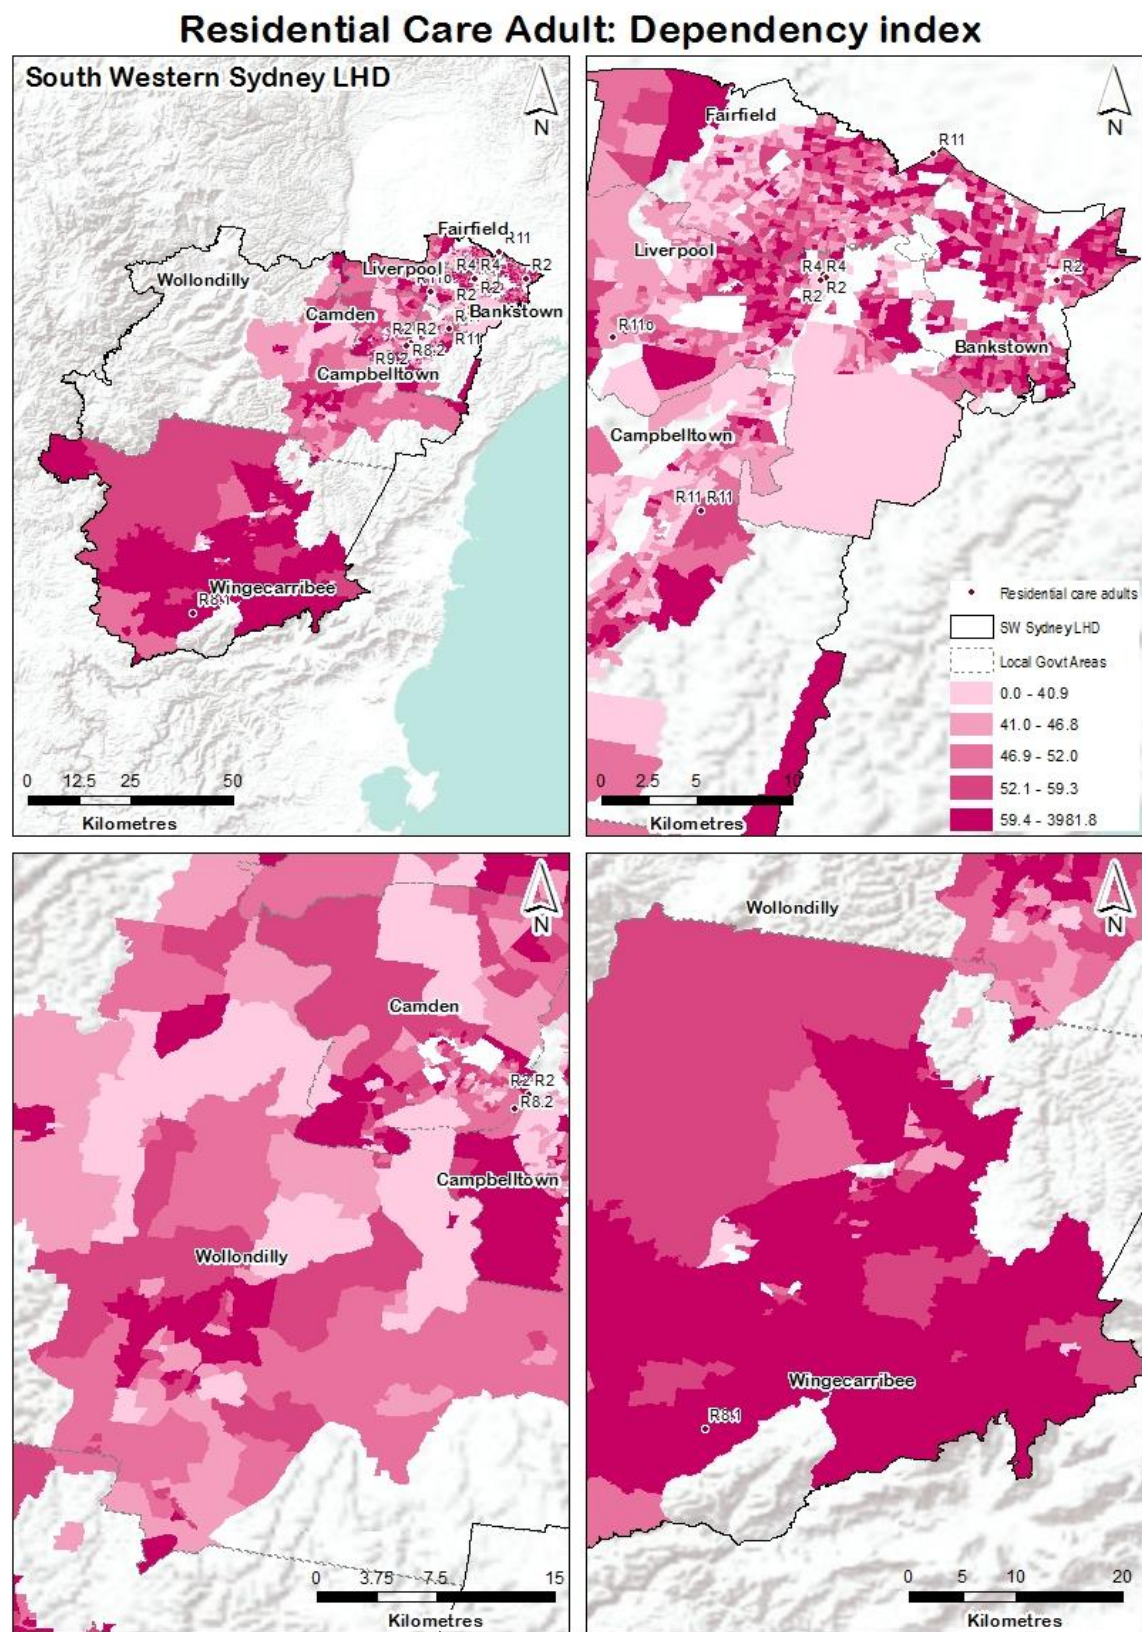 Residential Care Adult: Dependency index
South Western Sydney LHD
N
Fairfield
R11
Wollondilly
Liverpool
R4 R4
R2
R2
R2
Camden
Bankstown
R2 R2
R11
R8.2
R9.2
Campbelltown
Wingecarribee
R8.1
0 12.5 25 50
Kilometres
N
Fairfield
R11
Liverpool
R4 R4
R2
R2 R2
R11o
Bankstown
Campbelltown
R11 R11
Residential care adults
SW Sydney LHD
Local Govt Areas
0.0 - 40.9
41.0 - 46.8
46.9 - 52.0
52.1 - 59.3
59.4 - 3981.8
0 2.5 5 10
Kilometres
N
Camden
R2 R2
R8.2
Campbelltown
Wollondilly
0 3.75 7.5 15
Kilometres
N
Wollondilly
Wingecarribee
R8.1
0 5 10 20
Kilometres